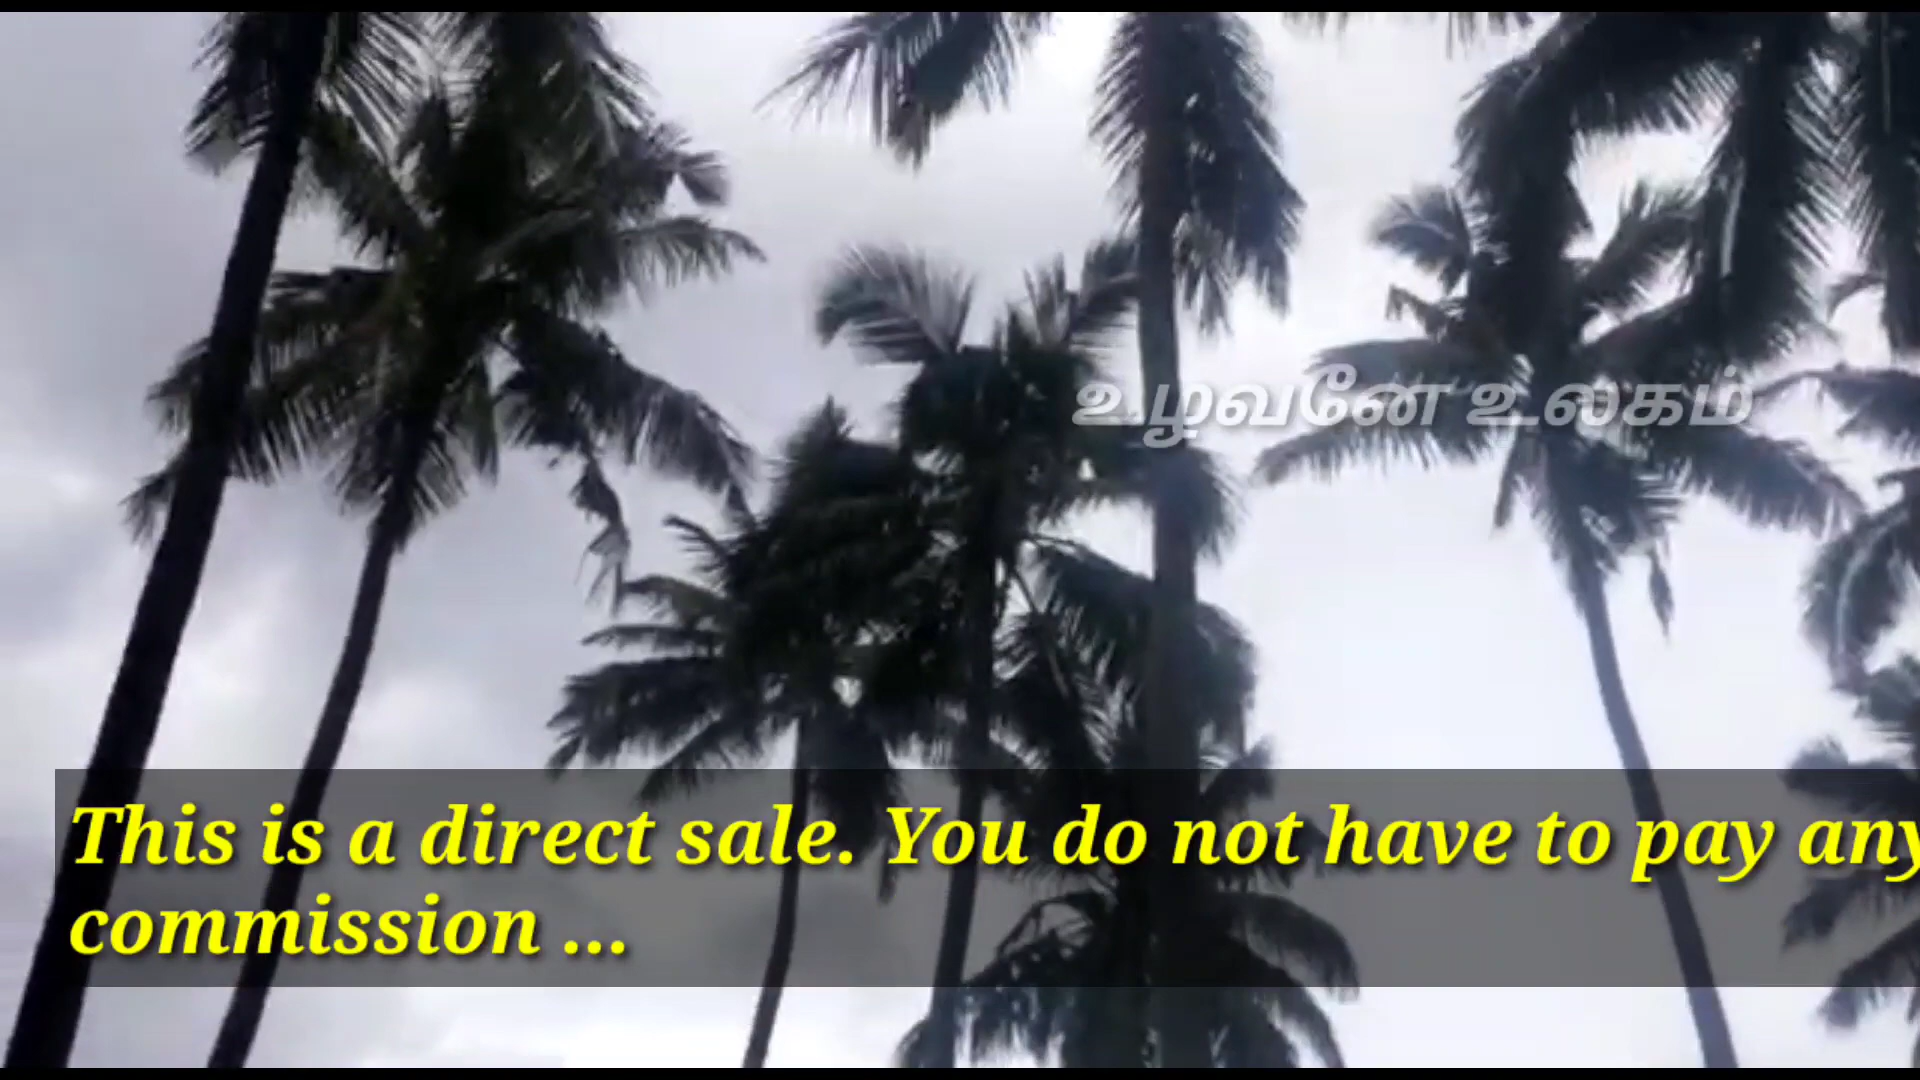 உழவனே உலகம்
This is a direct sale. You do not have to pay any
commission ...